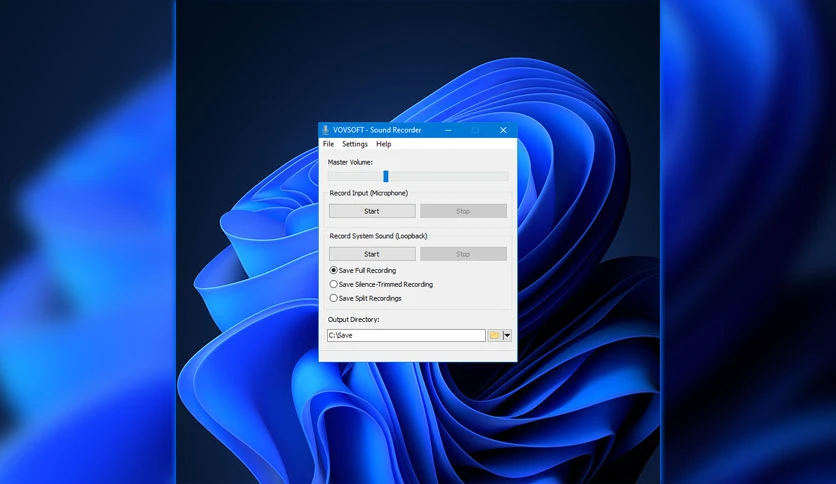 VOVSOFT - Sound Recorder
File Settings Help
Master Volume:
Record Input (Microphone)
Start Stop
Record System Sound (Loopback)
Start Stop
Save Full Recording
Save Silence-Trimmed Recording
Save Split Recordings
Output Directory:
C:\Save